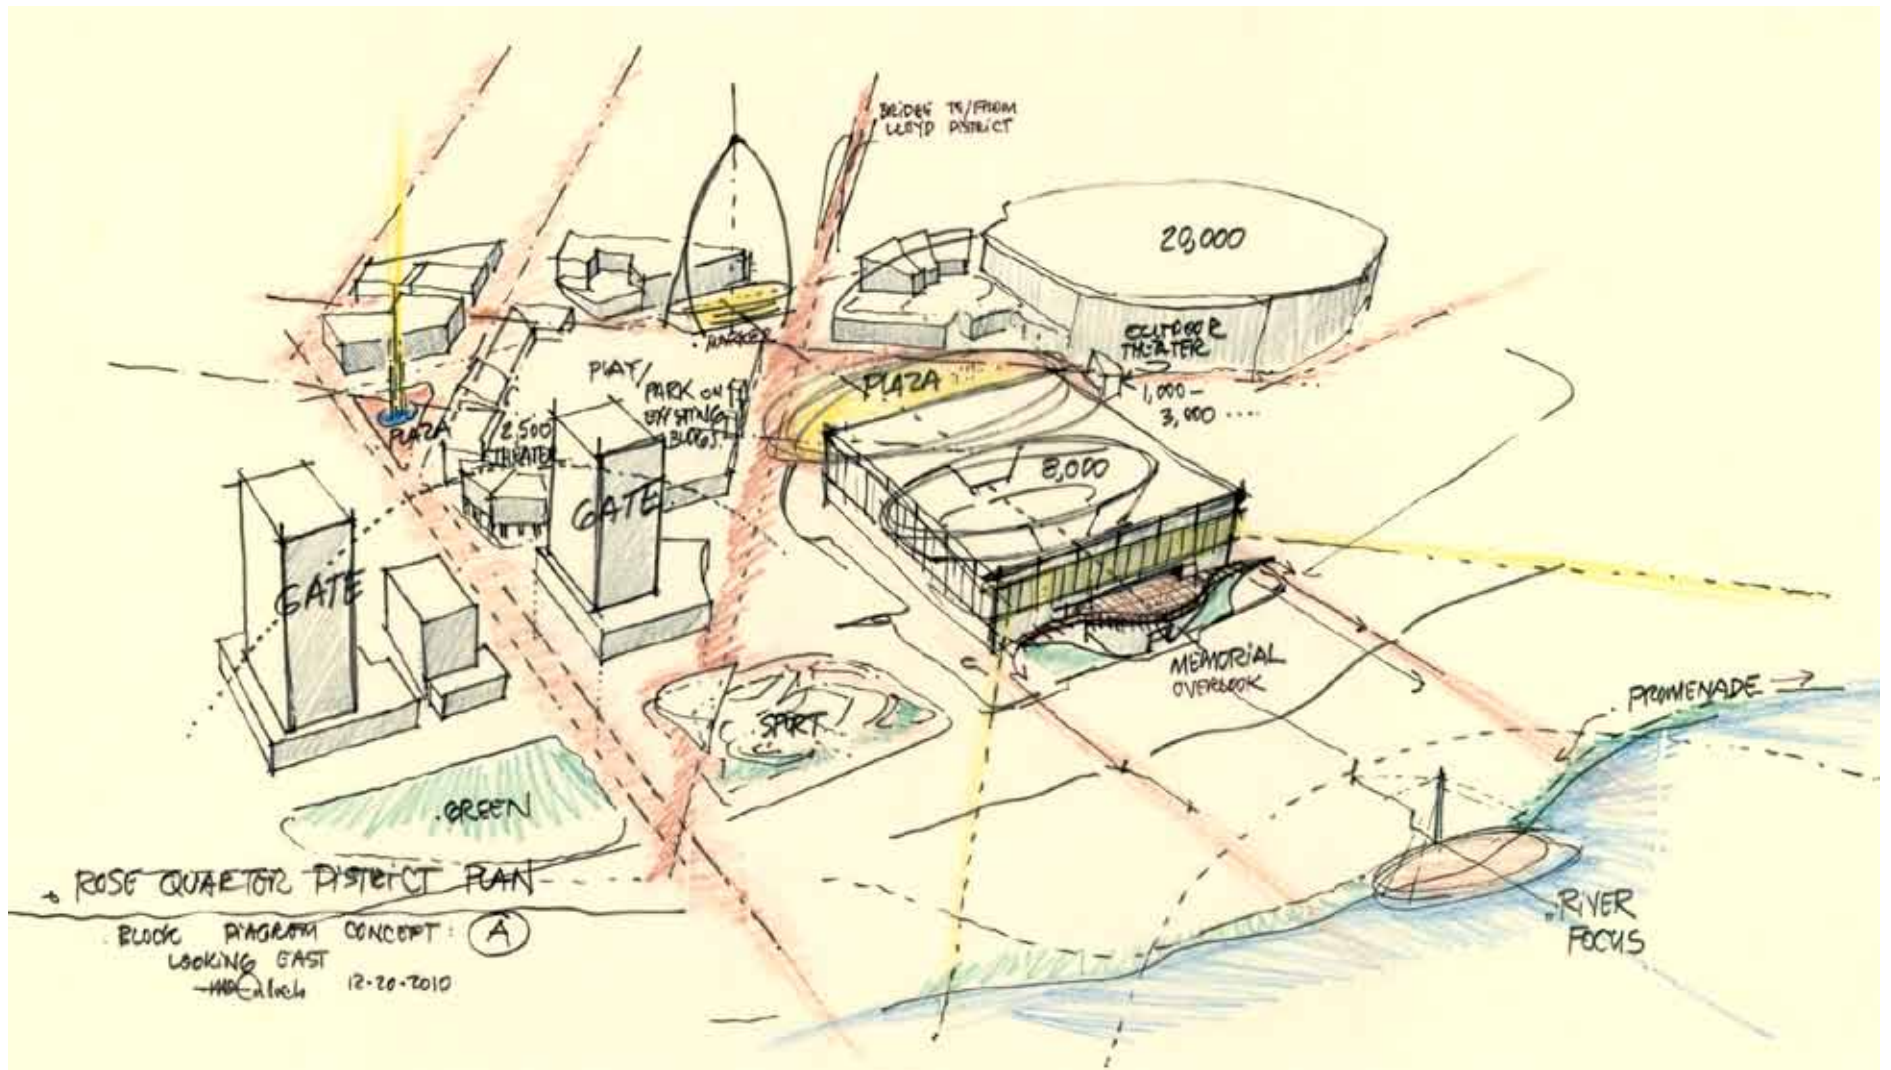 BRIDGE TO/FROM
LLOYD DISTRICT
20,000
OUTDOOR
THEATER
1,000-
3,000 ....
MARKER
PLAZA
PLAY/
PARK ON
EXISTING
BLDGS.
PLAZA
2,500
THEATER
8,000
GATE
GATE
MEMORIAL
OVERLOOK
PROMENADE
SPORT
.GREEN
RIVER
FOCUS
ROSE QUARTER DISTRICT PLAN
BLOCK DIAGRAM CONCEPT: A
LOOKING EAST
12-20-2010